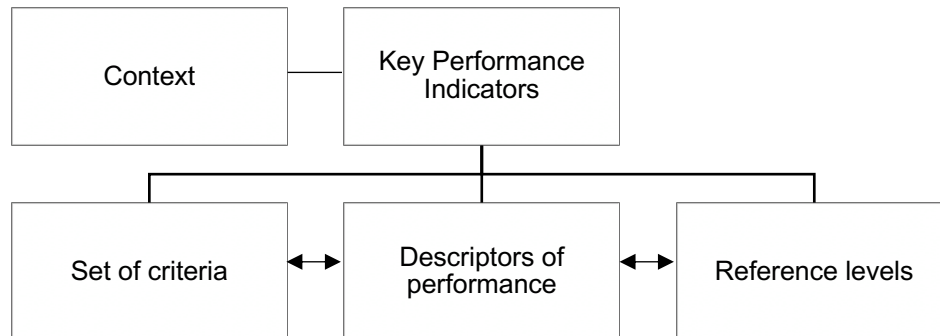 Context
Key Performance
Indicators
Set of criteria
Descriptors of
performance
Reference levels